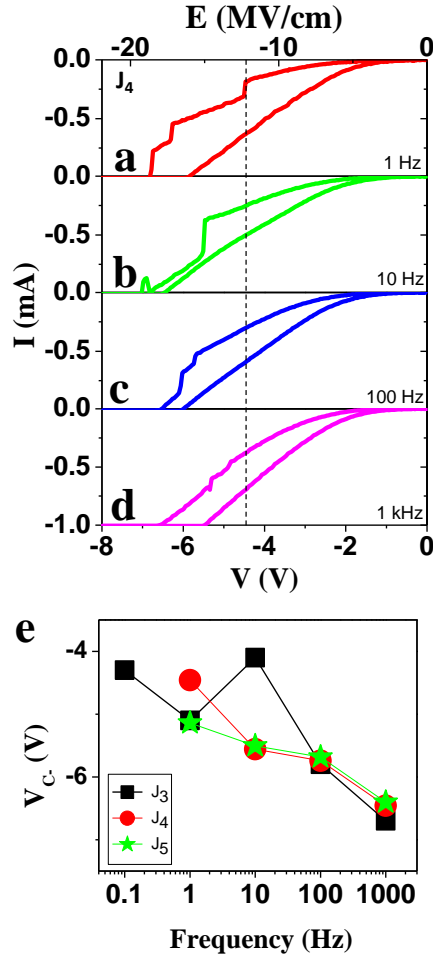 E (MV/cm)
-20 -10 0
J4
0.0
-0.5
a
1 Hz
0.0
-0.5
b
10 Hz
0.0
-0.5
c
100 Hz
0.0
-0.5
d
1 kHz
-1.0
I (mA)
-8 -6 -4 -2 0
V (V)
e
-4
-6
VC- (V)
J3
J4
J5
0.1 1 10 100 1000
Frequency (Hz)